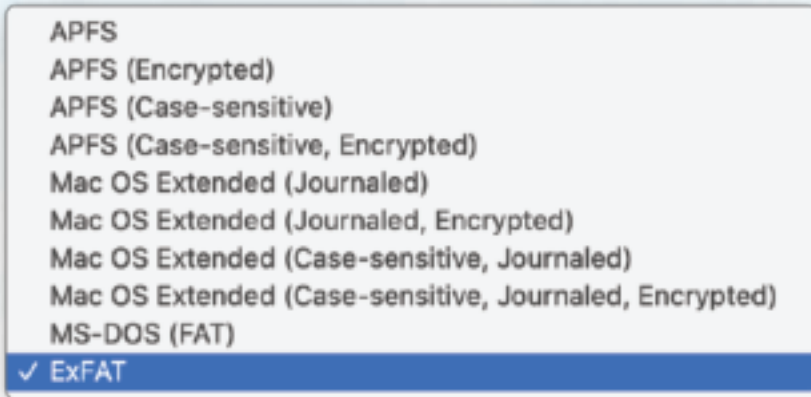 APFS
APFS (Encrypted)
APFS (Case-sensitive)
APFS (Case-sensitive, Encrypted)
Mac OS Extended (Journaled)
Mac OS Extended (Journaled, Encrypted)
Mac OS Extended (Case-sensitive, Journaled)
Mac OS Extended (Case-sensitive, Journaled, Encrypted)
MS-DOS (FAT)
✓ ExFAT